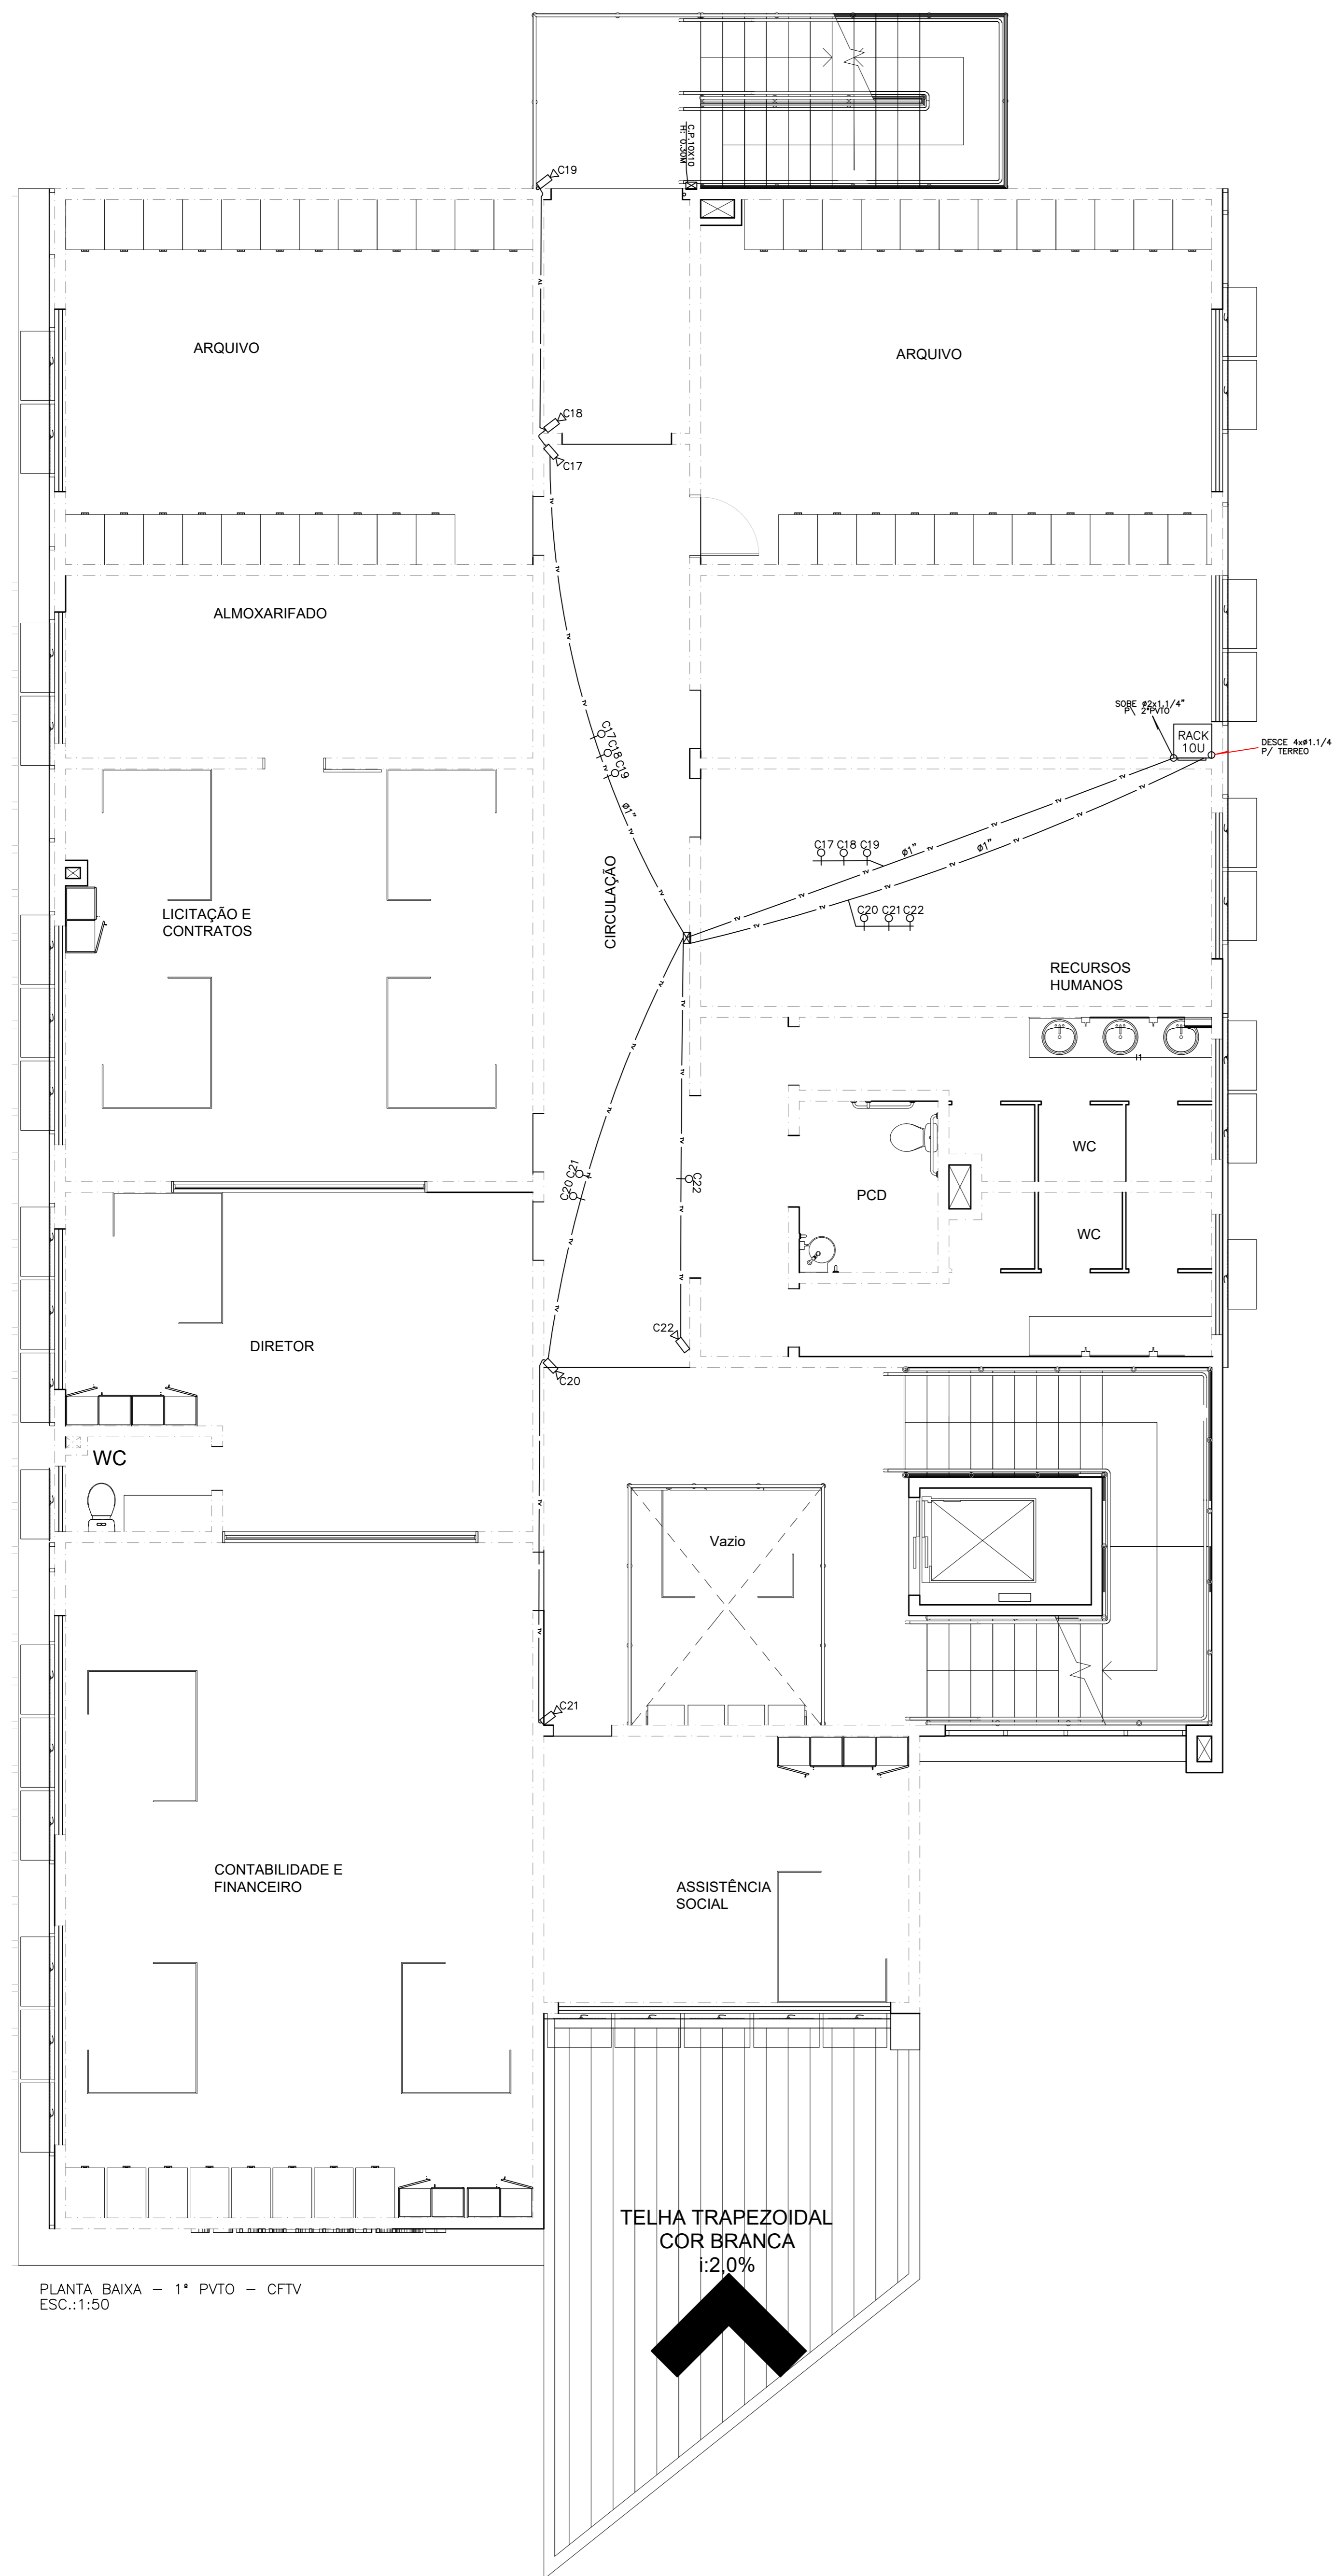 C.P.10X10
H: 0.30M
C19
ARQUIVO
ARQUIVO
C18
C17
ALMOXARIFADO
SOBE ø2x1.1/4"
P\ 2ºPVTO
RACK
10U
DESCE 4xø1.1/4
P/ TERREO
C17
C18
C19
ø1"
C17 C18 C19
ø1"
ø1"
C20 C21 C22
CIRCULAÇÃO
LICITAÇÃO E
CONTRATOS
RECURSOS
HUMANOS
WC
C21
C20
C22
PCD
WC
C22
DIRETOR
C20
WC
Vazio
C21
CONTABILIDADE E
FINANCEIRO
ASSISTÊNCIA
SOCIAL
TELHA TRAPEZOIDAL
COR BRANCA
i:2,0%
PLANTA BAIXA – 1º PVTO – CFTV
ESC.:1:50